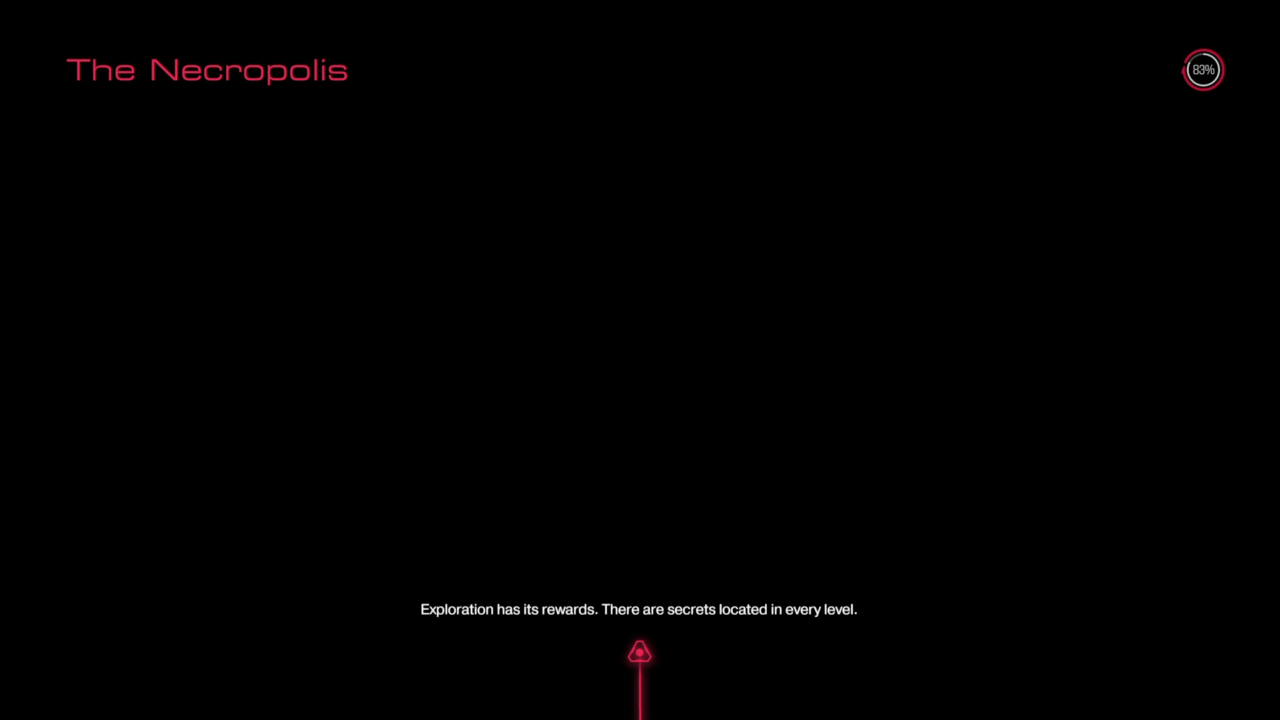 The Necropolis
83%
Exploration has its rewards. There are secrets located in every level.